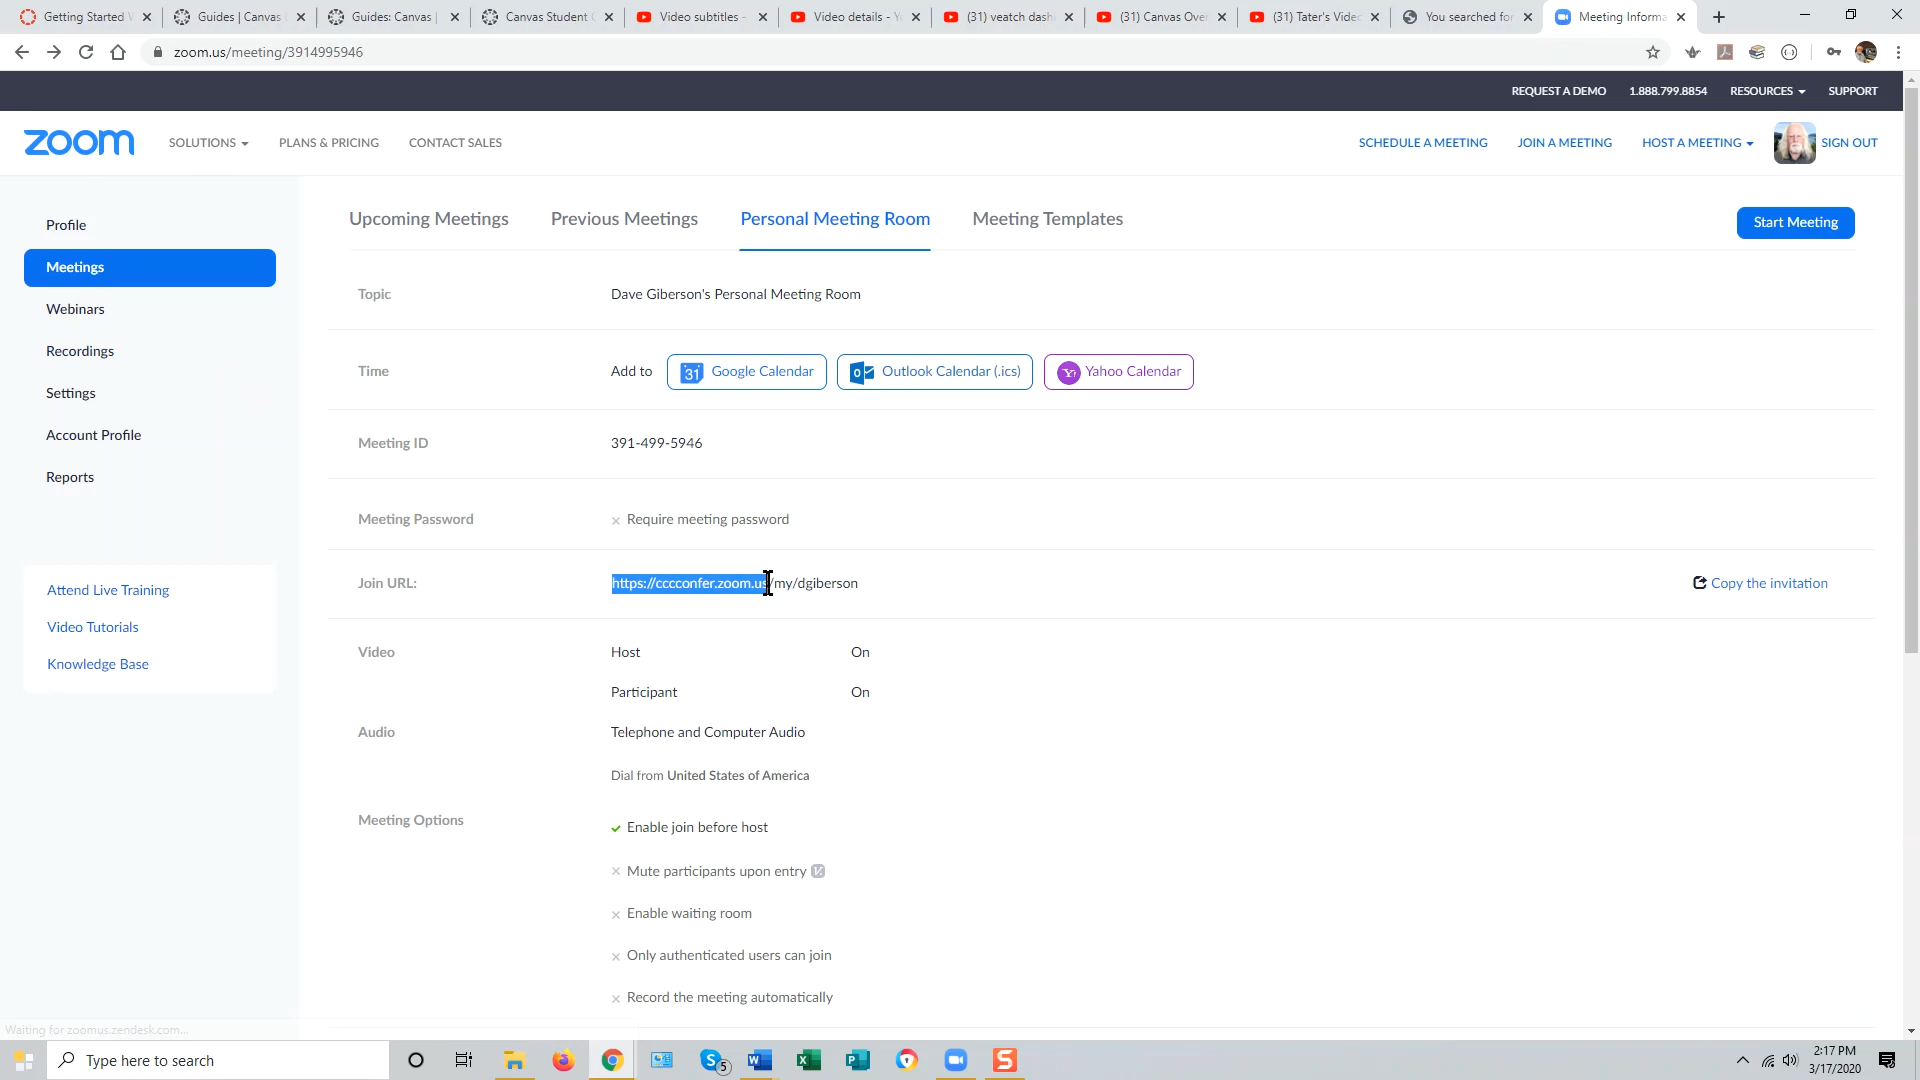 Getting Started
Guides | Canvas
Guides: Canvas |
Canvas Student
Video subtitles -
Video details -
(31) veatch dash
(31) Canvas Over
(31) Tater's Video
You searched for
Meeting Informa
zoom.us/meeting/3914995946
REQUEST A DEMO 1.888.799.8854 RESOURCES SUPPORT
zoom SOLUTIONS PLANS & PRICING CONTACT SALES SCHEDULE A MEETING JOIN A MEETING HOST A MEETING SIGN OUT
Profile
Meetings
Webinars
Recordings
Settings
Account Profile
Reports
Attend Live Training
Video Tutorials
Knowledge Base
Upcoming Meetings Previous Meetings Personal Meeting Room Meeting Templates Start Meeting
Topic Dave Giberson's Personal Meeting Room
Time Add to 31 Google Calendar Outlook Calendar (.ics) Yahoo Calendar
Meeting ID 391-499-5946
Meeting Password × Require meeting password
Join URL: https://cccconfer.zoom.us/my/dgiberson Copy the invitation
Video Host On
Participant On
Audio Telephone and Computer Audio
Dial from United States of America
Meeting Options
Enable join before host
× Mute participants upon entry
× Enable waiting room
× Only authenticated users can join
× Record the meeting automatically
Waiting for zoomus.zendesk.com...
Type here to search
5
2:17 PM
3/17/2020